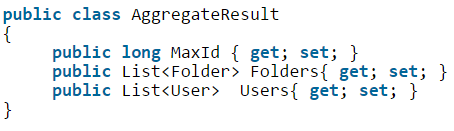 public class AggregateResult
{
     public long MaxId { get; set; }
     public List<Folder> Folders{ get; set; }
     public List<User>  Users{ get; set; }
}